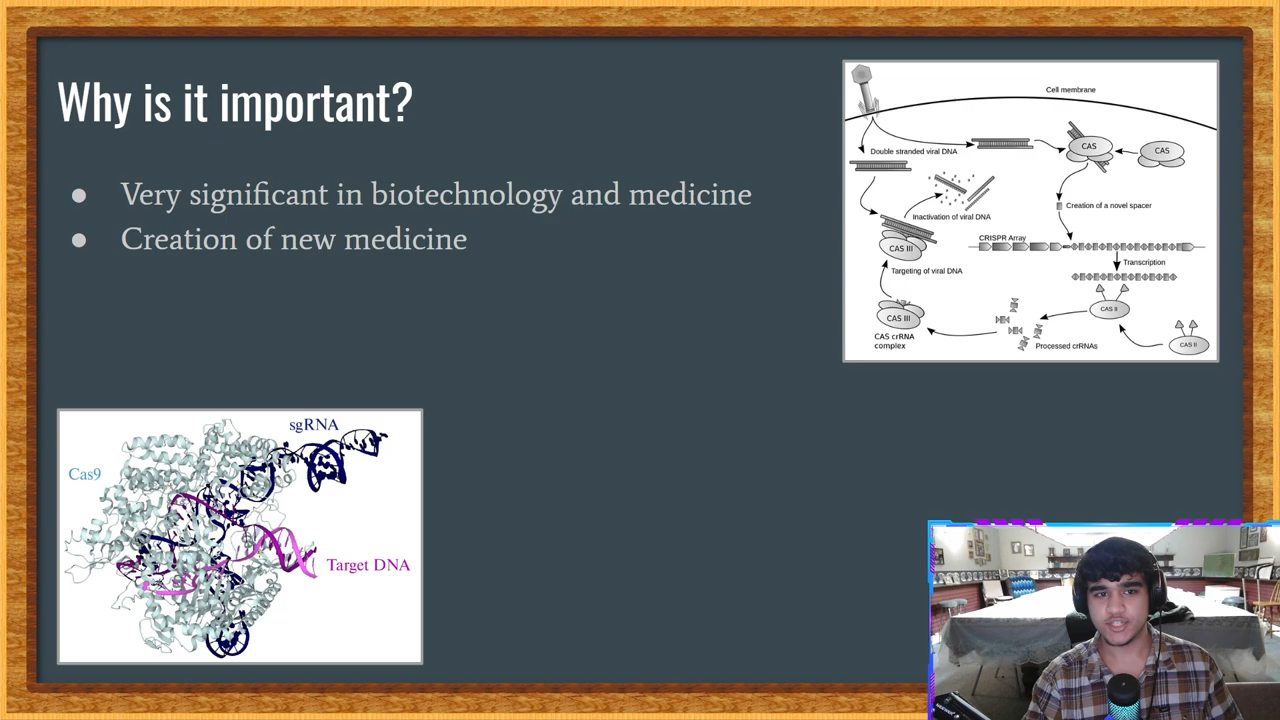 Why is it important?
● Very significant in biotechnology and medicine
● Creation of new medicine
Cell membrane
Double stranded viral DNA
CAS
CAS
Creation of a novel spacer
Inactivation of viral DNA
CAS III
CRISPR Array
Targeting of viral DNA
Transcription
CAS II
CAS III
CAS crRNA
complex
Processed crRNAs
CAS II
sgRNA
Cas9
Target DNA